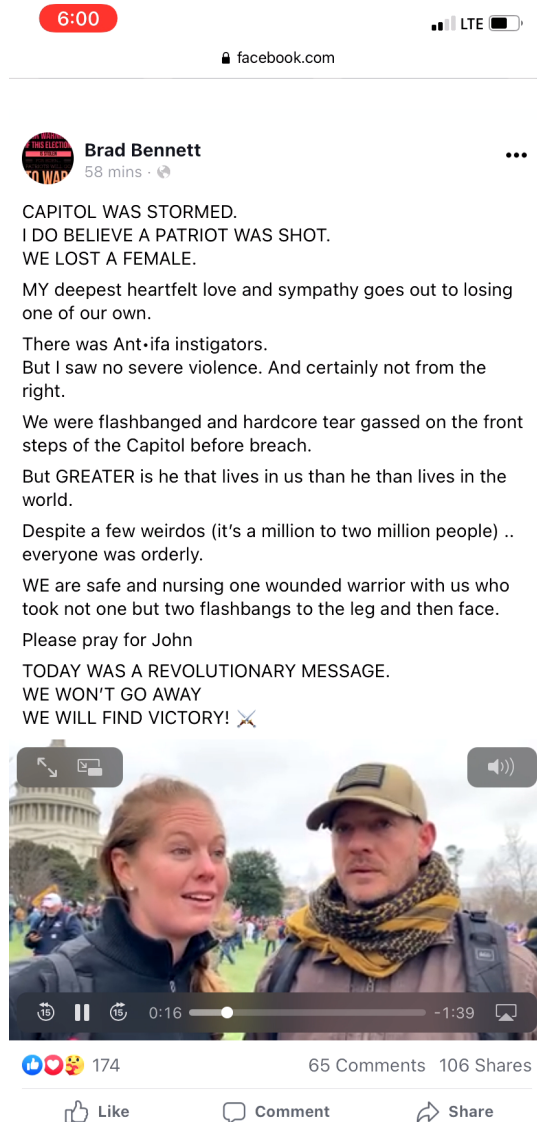 6:00
LTE
facebook.com
THIS ELECTIO
TO WAR
Brad Bennett
58 mins ·
CAPITOL WAS STORMED.
I DO BELIEVE A PATRIOT WAS SHOT.
WE LOST A FEMALE.
MY deepest heartfelt love and sympathy goes out to losing
one of our own.
There was Ant•ifa instigators.
But I saw no severe violence. And certainly not from the
right.
We were flashbanged and hardcore tear gassed on the front
steps of the Capitol before breach.
But GREATER is he that lives in us than he than lives in the
world.
Despite a few weirdos (it’s a million to two million people) ..
everyone was orderly.
WE are safe and nursing one wounded warrior with us who
took not one but two flashbangs to the leg and then face.
Please pray for John
TODAY WAS A REVOLUTIONARY MESSAGE.
WE WON’T GO AWAY
WE WILL FIND VICTORY! ⚔️
15
15
0:16
-1:39
174
65 Comments 106 Shares
Like
Comment
Share